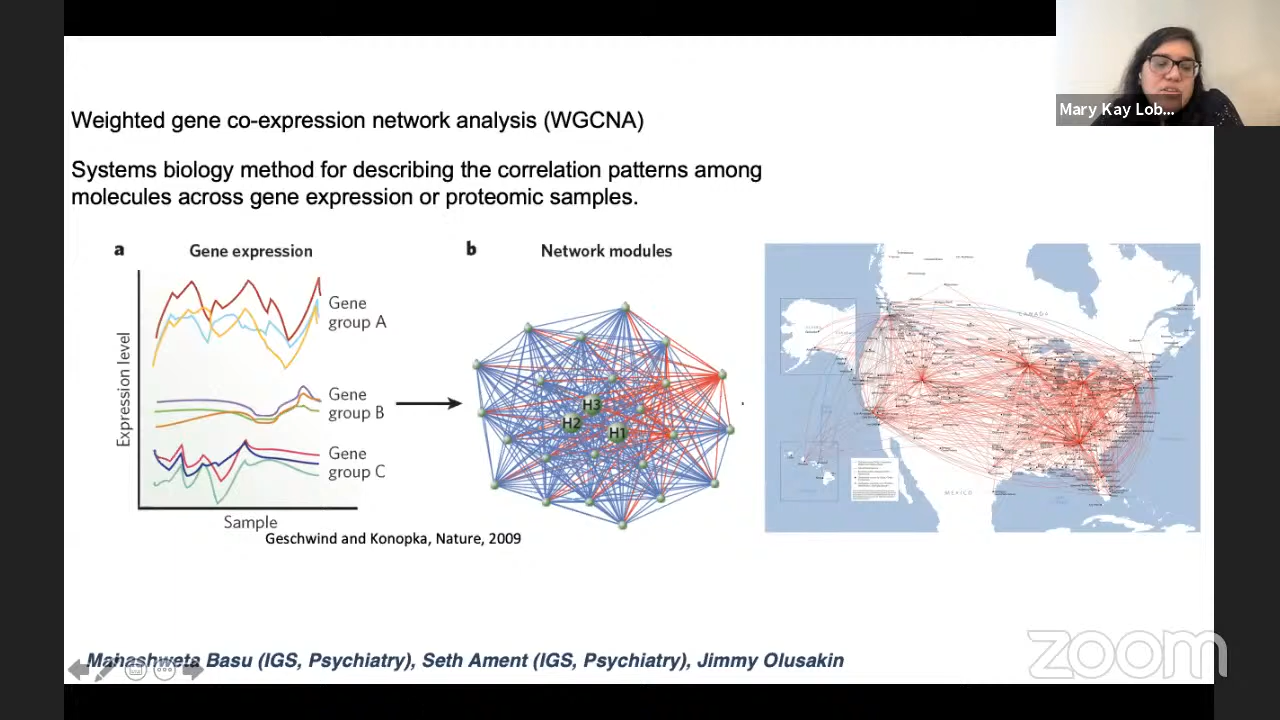 Mary Kay Lob...
Weighted gene co-expression network analysis (WGCNA)
Systems biology method for describing the correlation patterns among
molecules across gene expression or proteomic samples.
a
Gene expression
Expression level
Gene
group A
Gene
group B
Gene
group C
Sample
b
Network modules
H3
H2
H1
CANADA
MEXICO
Geschwind and Konopka, Nature, 2009
Mahashweta Basu (IGS, Psychiatry), Seth Ament (IGS, Psychiatry), Jimmy Olusakin
zoom